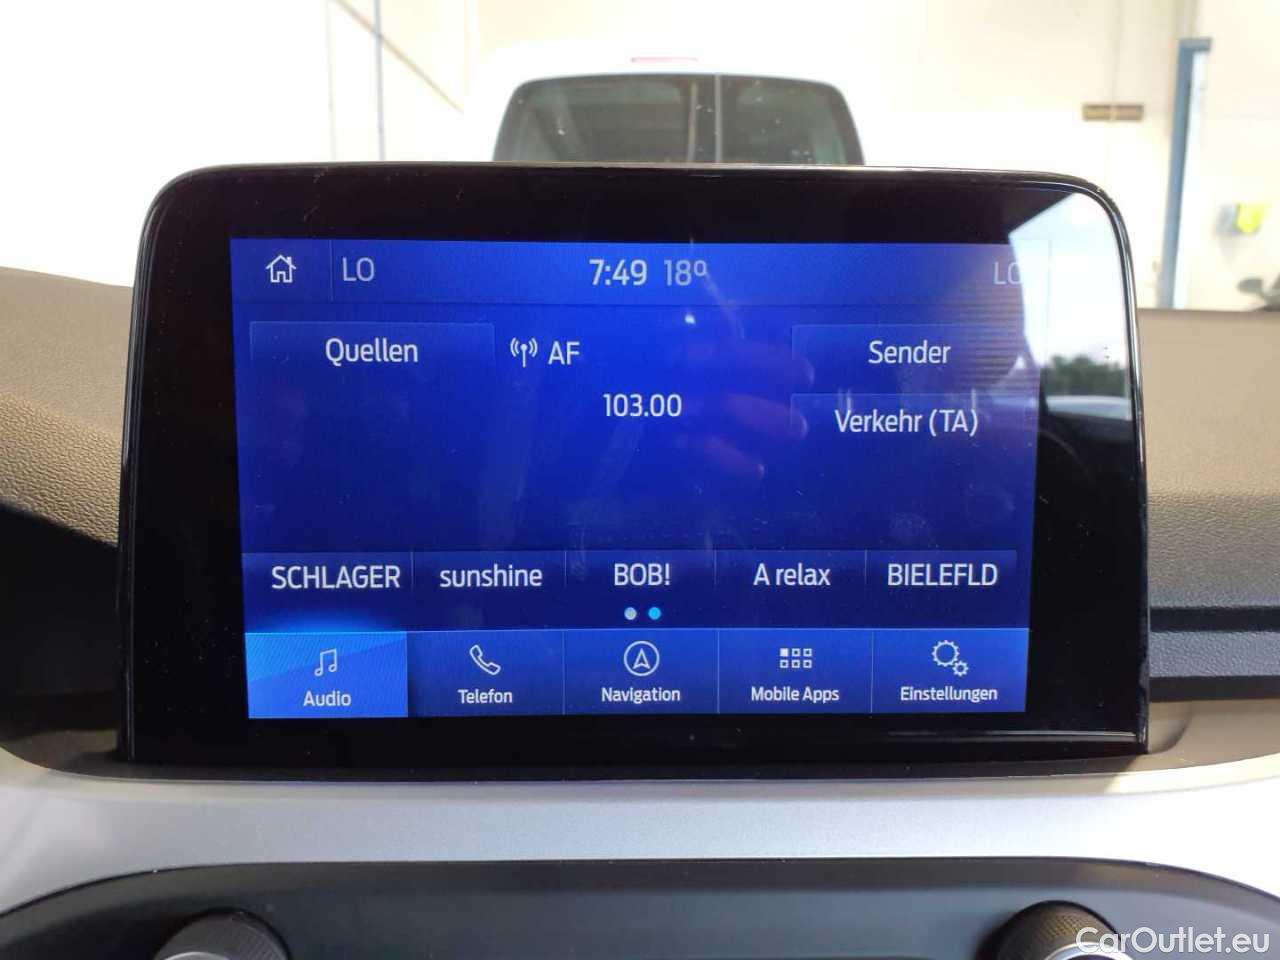 LO 7:49 18° LO
Quellen AF Sender
103.00
Verkehr (TA)
SCHLAGER sunshine BOB! A relax BIELEFLD
Audio Telefon Navigation Mobile Apps Einstellungen
CarOutlet.eu